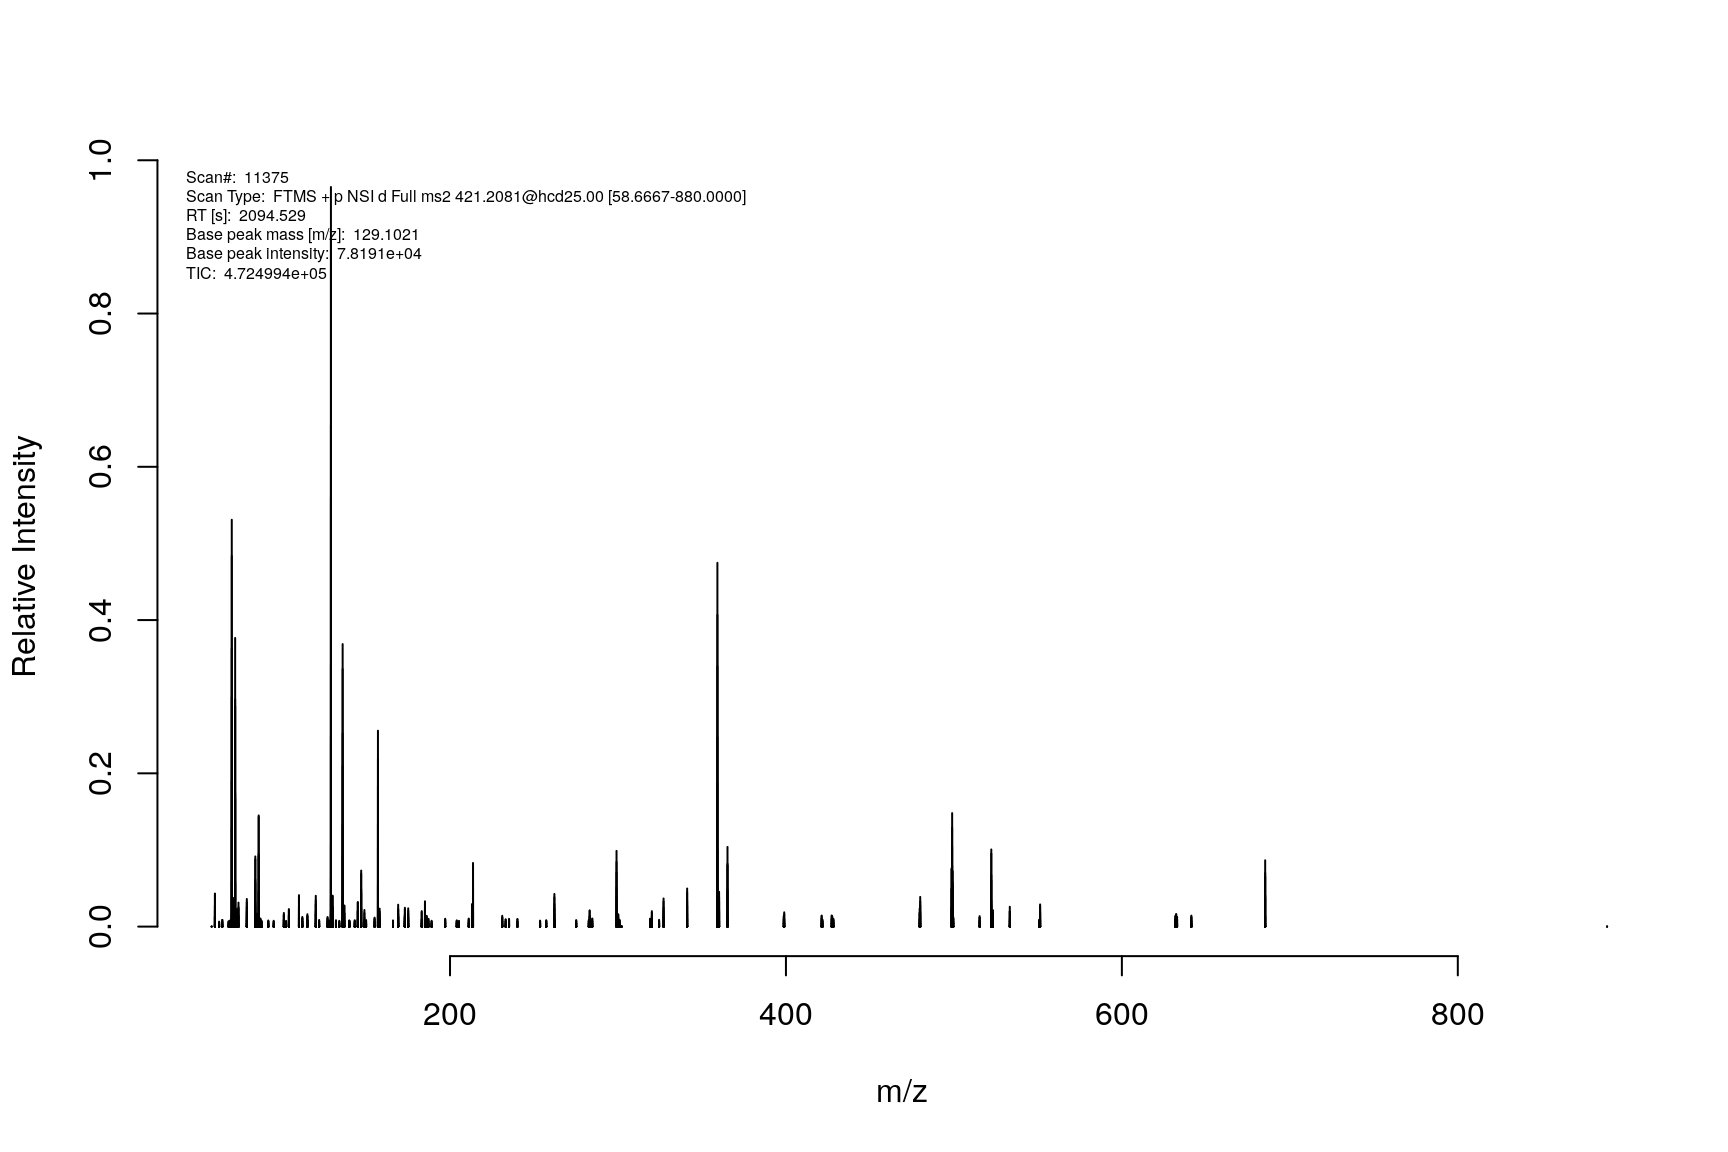 Scan#: 11375
Scan Type: FTMS + p NSI d Full ms2 421.2081@hcd25.00 [58.6667-880.0000]
RT [s]: 2094.529
Base peak mass [m/z]: 129.1021
Base peak intensity: 7.8191e+04
TIC: 4.724994e+05
1.0
0.8
0.6
0.4
0.2
0.0
Relative Intensity
200 400 600 800
m/z